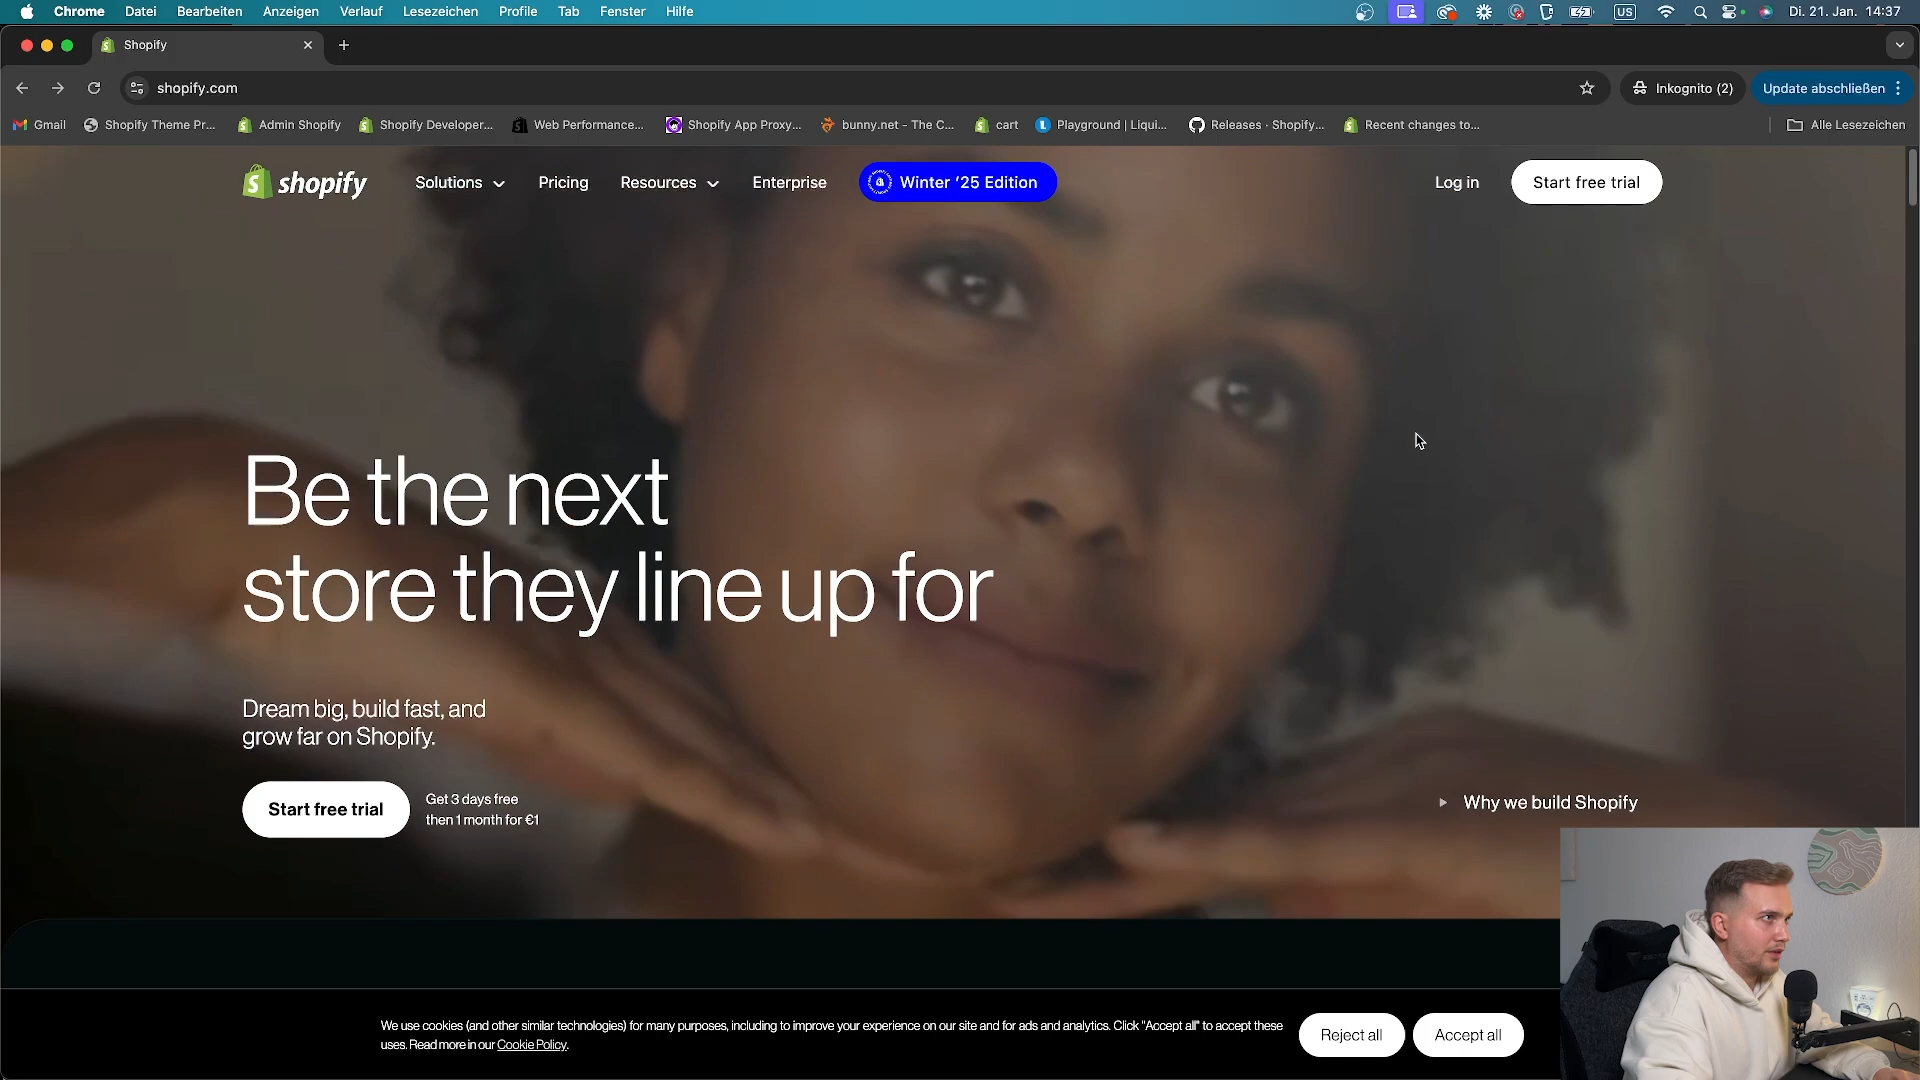 Chrome Datei Bearbeiten Anzeigen Verlauf Lesezeichen Profile Tab Fenster Hilfe US Di. 21. Jan. 14:37
Shopify
shopify.com Inkognito (2) Update abschließen
Gmail Shopify Theme Pr... Admin Shopify Shopify Developer... Web Performance... Shopify App Proxy... bunny.net - The C... cart Playground | Liqui... Releases · Shopify... Recent changes to... Alle Lesezeichen
shopify Solutions Pricing Resources Enterprise Winter ‘25 Edition Log in Start free trial
Be the next
store they line up for
Dream big, build fast, and
grow far on Shopify.
Start free trial
Get 3 days free
then 1 month for €1
Why we build Shopify
We use cookies (and other similar technologies) for many purposes, including to improve your experience on our site and for ads and analytics. Click "Accept all" to accept these
uses. Read more in our Cookie Policy.
Reject all Accept all